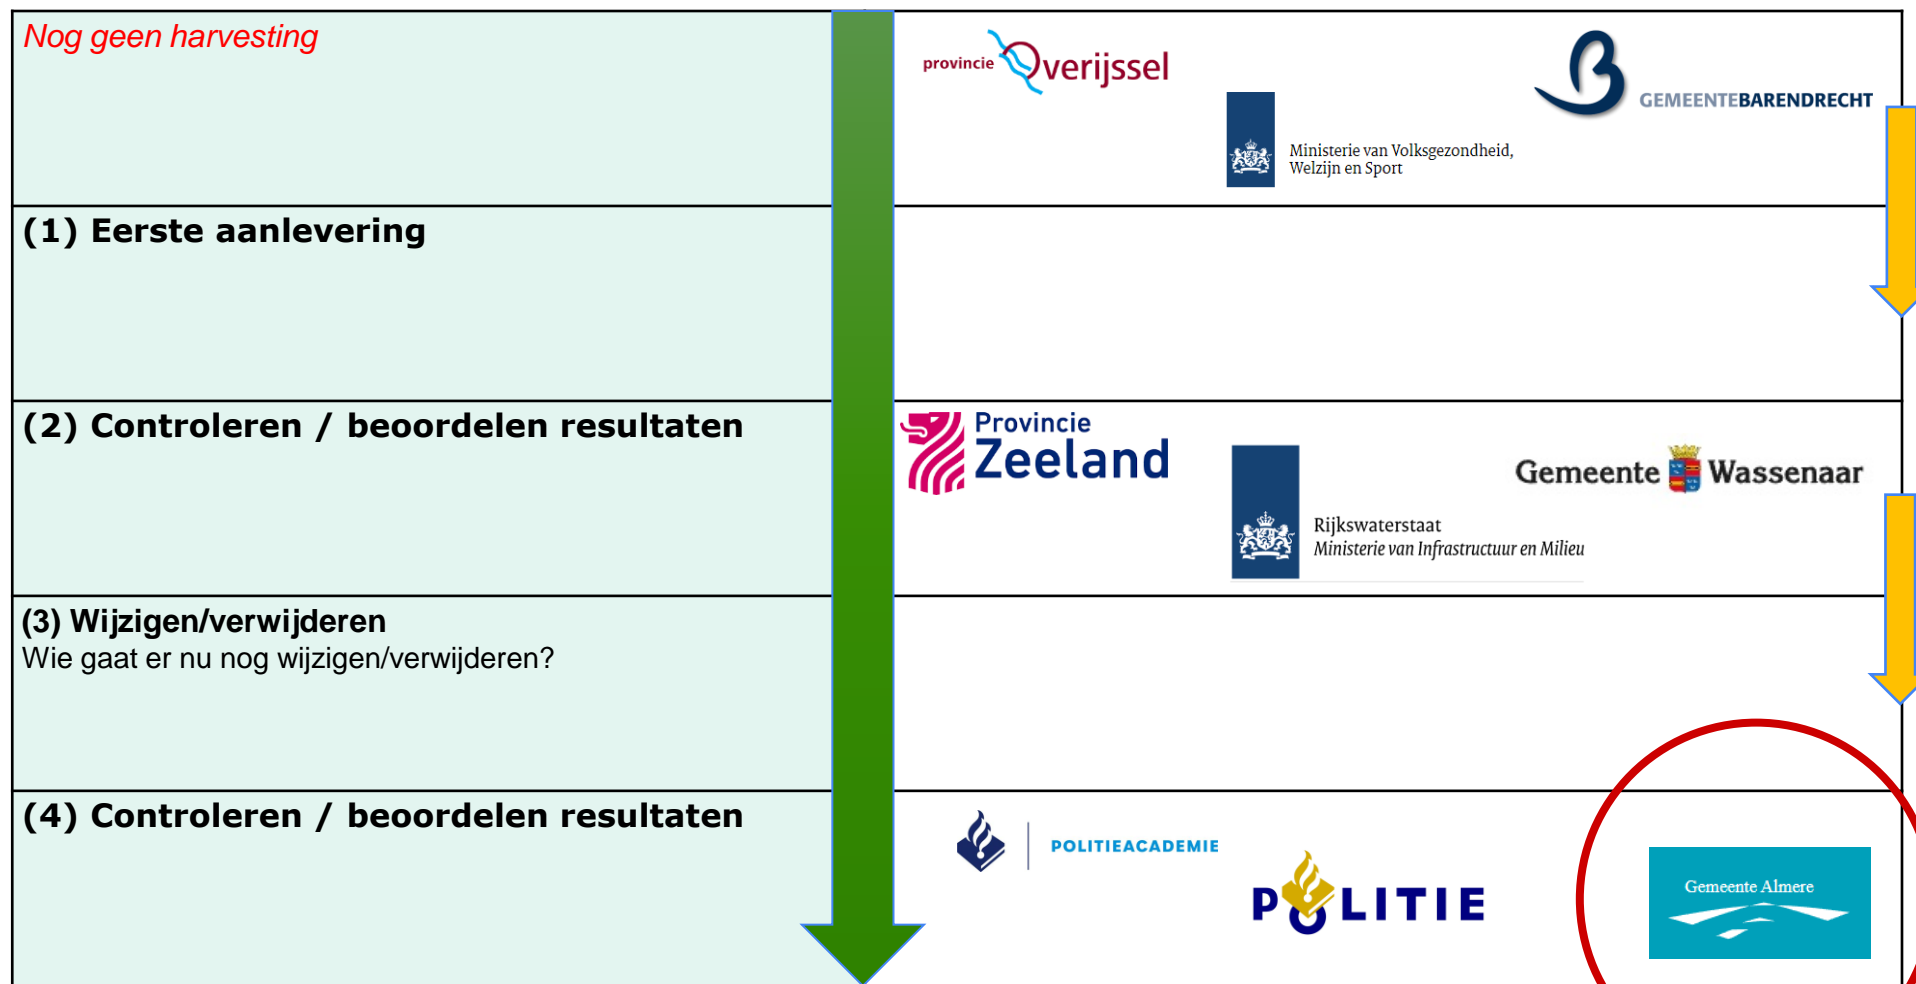 Nog geen harvesting
provincie Overijssel
GEMEENTEBARENDRECHT
Ministerie van Volksgezondheid,
Welzijn en Sport
(1) Eerste aanlevering
(2) Controleren / beoordelen resultaten
Provincie
Zeeland
Gemeente Wassenaar
Rijkswaterstaat
Ministerie van Infrastructuur en Milieu
(3) Wijzigen/verwijderen
Wie gaat er nu nog wijzigen/verwijderen?
(4) Controleren / beoordelen resultaten
POLITIEACADEMIE
POLITIE
Gemeente Almere